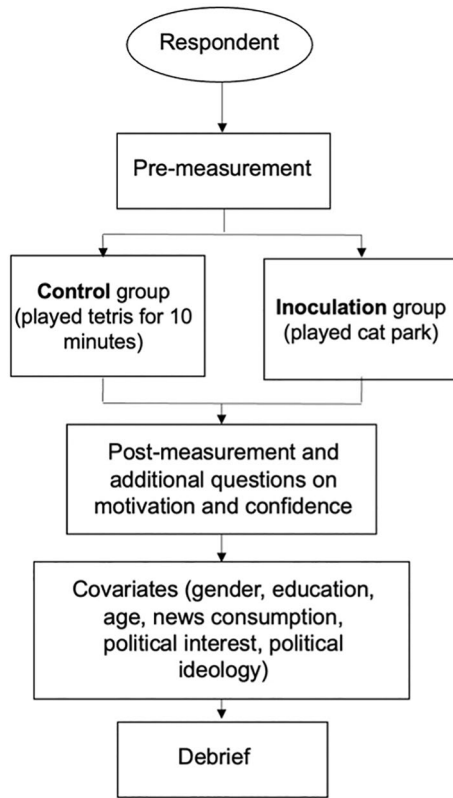 Respondent
Pre-measurement
Control group
(played tetris for 10
minutes)
Inoculation group
(played cat park)
Post-measurement and
additional questions on
motivation and confidence
Covariates (gender, education,
age, news consumption,
political interest, political
ideology)
Debrief